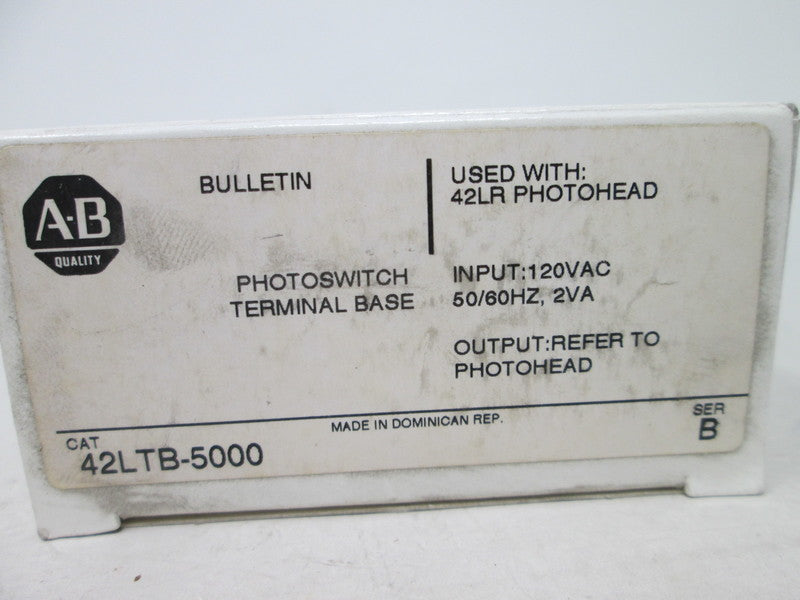 A·B
QUALITY
BULLETIN
USED WITH:
42LR PHOTOHEAD
PHOTOSWITCH
TERMINAL BASE
INPUT:120VAC
50/60HZ, 2VA
OUTPUT:REFER TO
PHOTOHEAD
MADE IN DOMINICAN REP.
CAT
42LTB-5000
SER
B